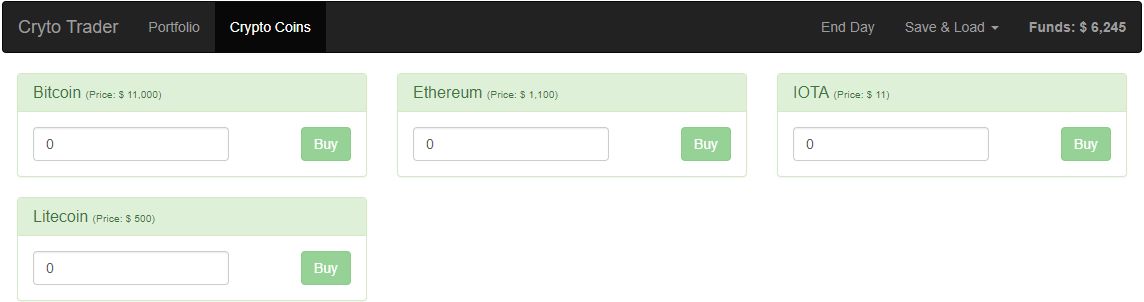 Cryto Trader Portfolio Crypto Coins End Day Save & Load Funds: $ 6,245
Bitcoin (Price: $ 11,000) Ethereum (Price: $ 1,100) IOTA (Price: $ 11)
0 Buy 0 Buy 0 Buy
Litecoin (Price: $ 500)
0 Buy